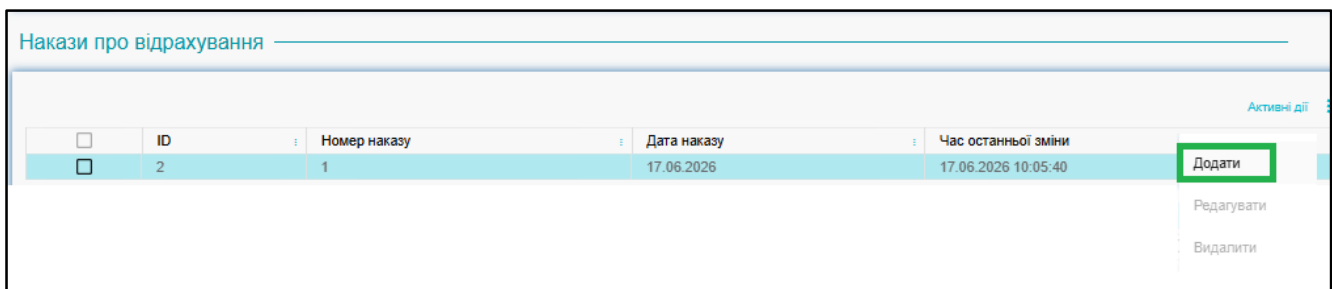 Накази про відрахування
Активні дії
ID Номер наказу Дата наказу Час останньої зміни
2 1 17.06.2026 17.06.2026 10:05:40
Додати
Редагувати
Видалити